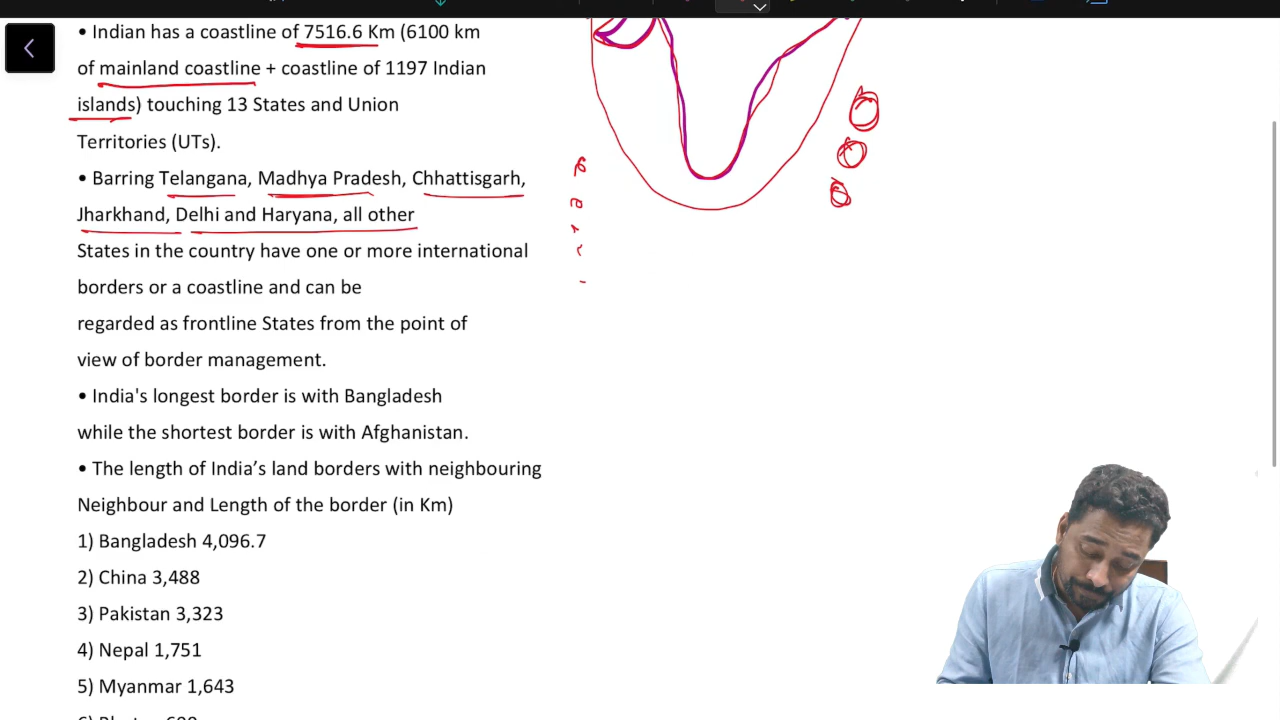 • Indian has a coastline of 7516.6 Km (6100 km
of mainland coastline + coastline of 1197 Indian
islands) touching 13 States and Union
Territories (UTs).
• Barring Telangana, Madhya Pradesh, Chhattisgarh,
Jharkhand, Delhi and Haryana, all other
States in the country have one or more international
borders or a coastline and can be
regarded as frontline States from the point of
view of border management.
• India's longest border is with Bangladesh
while the shortest border is with Afghanistan.
• The length of India’s land borders with neighbouring
Neighbour and Length of the border (in Km)
1) Bangladesh 4,096.7
2) China 3,488
3) Pakistan 3,323
4) Nepal 1,751
5) Myanmar 1,643